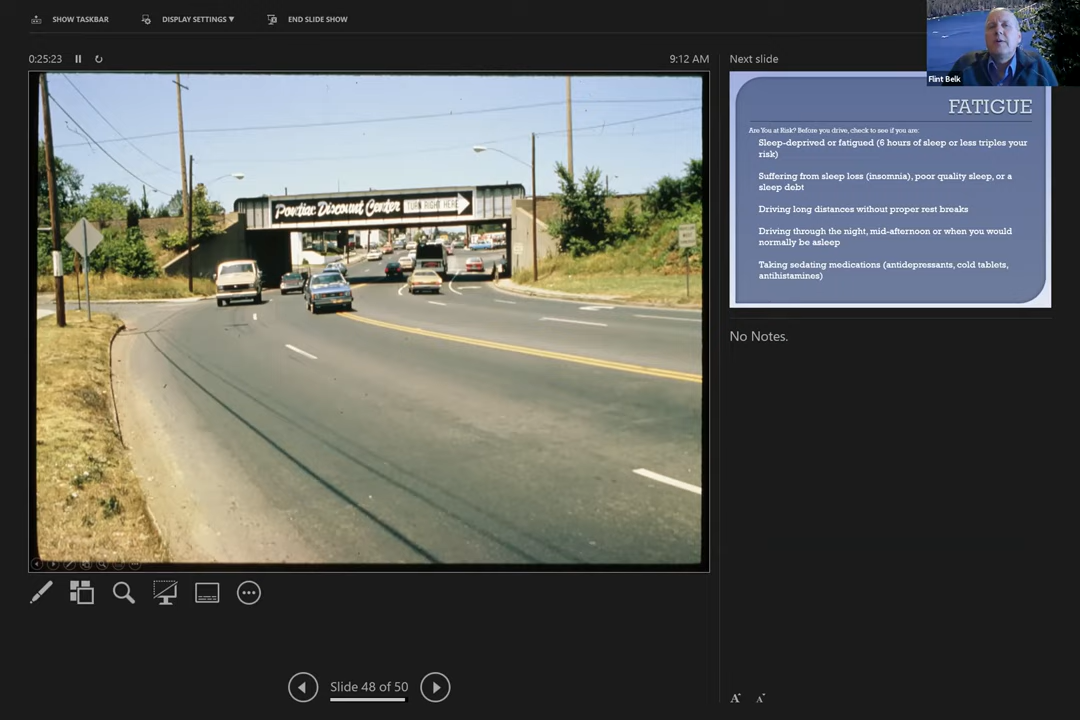 SHOW TASKBAR
DISPLAY SETTINGS ▼
END SLIDE SHOW
0:25:23
9:12 AM
Next slide
Flint Belk
Pontiac Discount Center
TURN RIGHT HERE
FATIGUE
Are You at Risk? Before you drive, check to see if you are:
Sleep-deprived or fatigued (6 hours of sleep or less triples your
risk)
Suffering from sleep loss (insomnia), poor quality sleep, or a
sleep debt
Driving long distances without proper rest breaks
Driving through the night, mid-afternoon or when you would
normally be asleep
Taking sedating medications (antidepressants, cold tablets,
antihistamines)
No Notes.
Slide 48 of 50
A
A